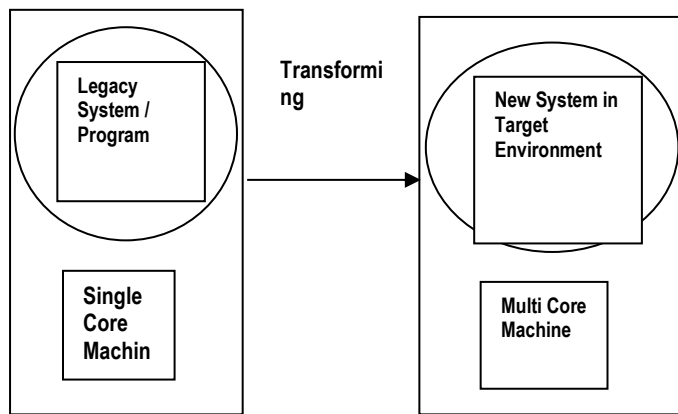 Legacy
System /
Program
Single
Core
Machin
Transformi
ng
New System in
Target
Environment
Multi Core
Machine